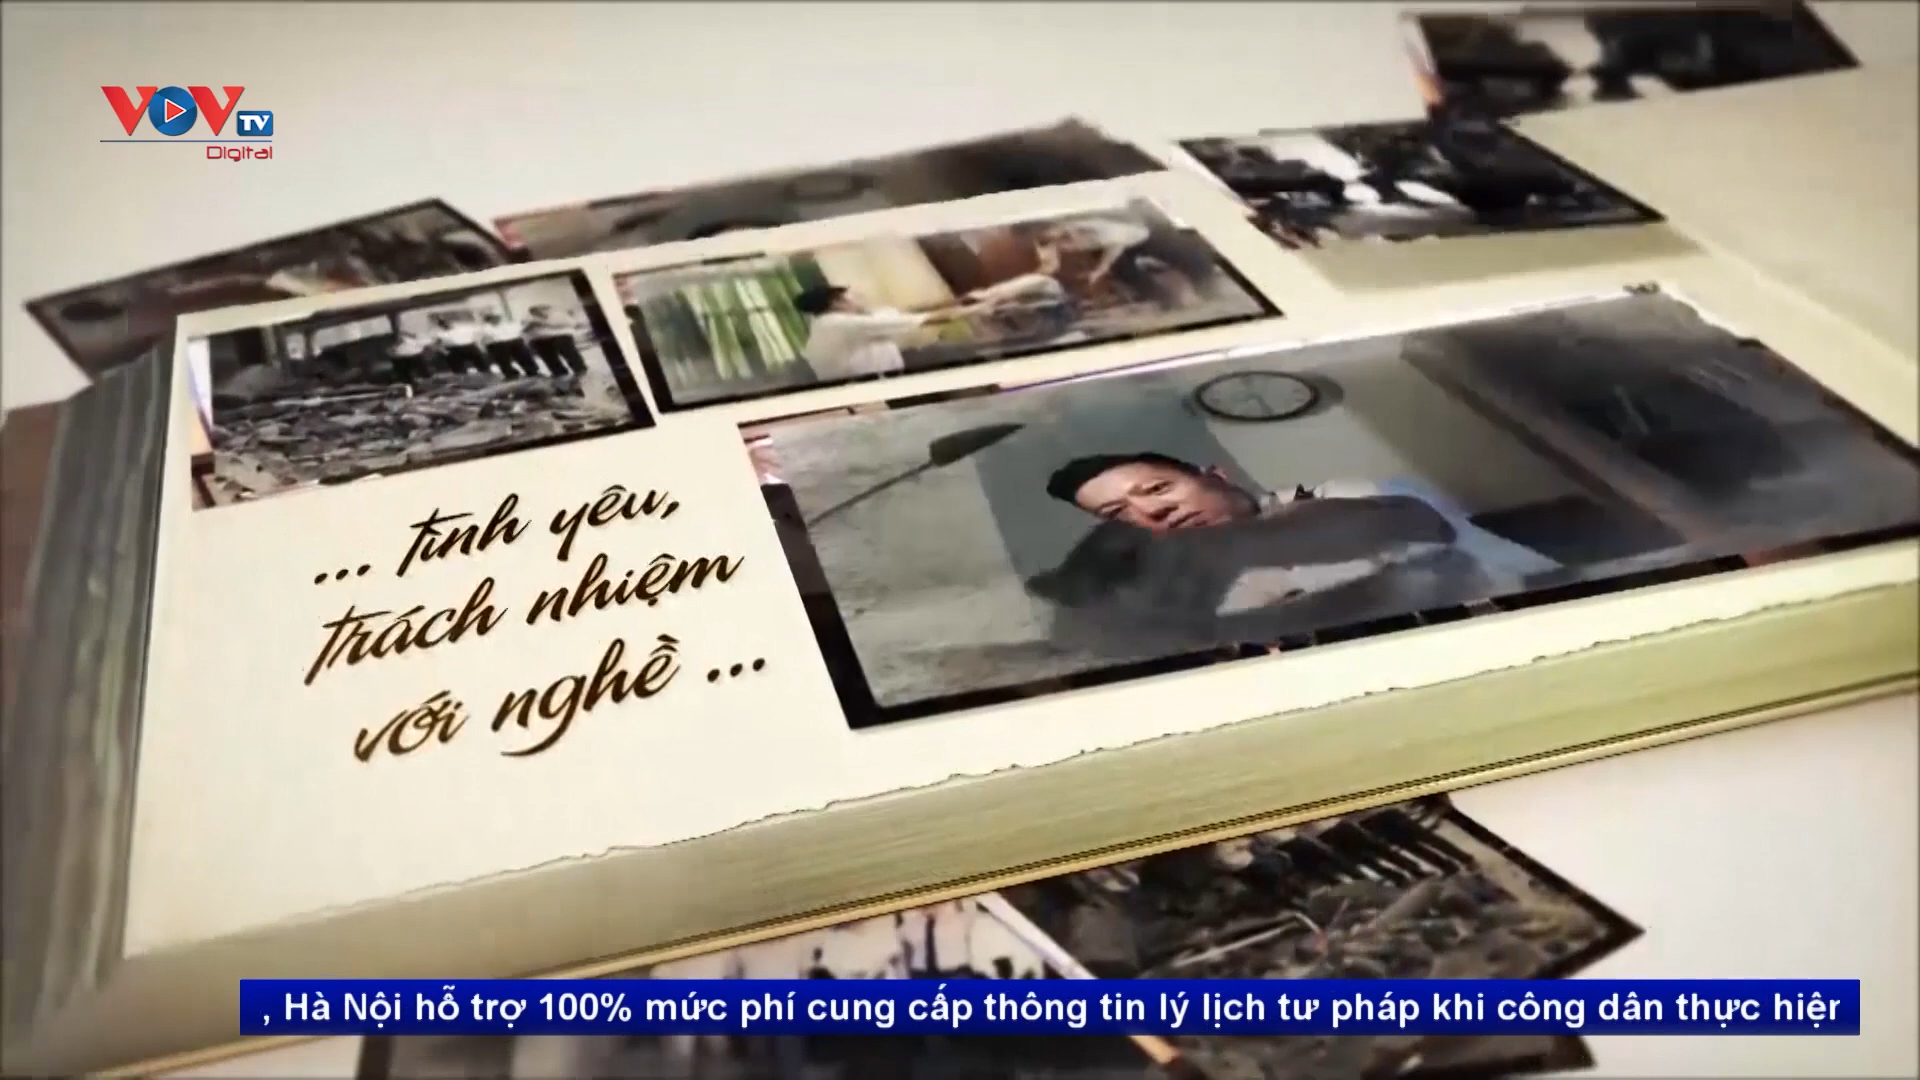 VOV TV
Digital
... tình yêu,
trách nhiệm
với nghề ...
, Hà Nội hỗ trợ 100% mức phí cung cấp thông tin lý lịch tư pháp khi công dân thực hiện